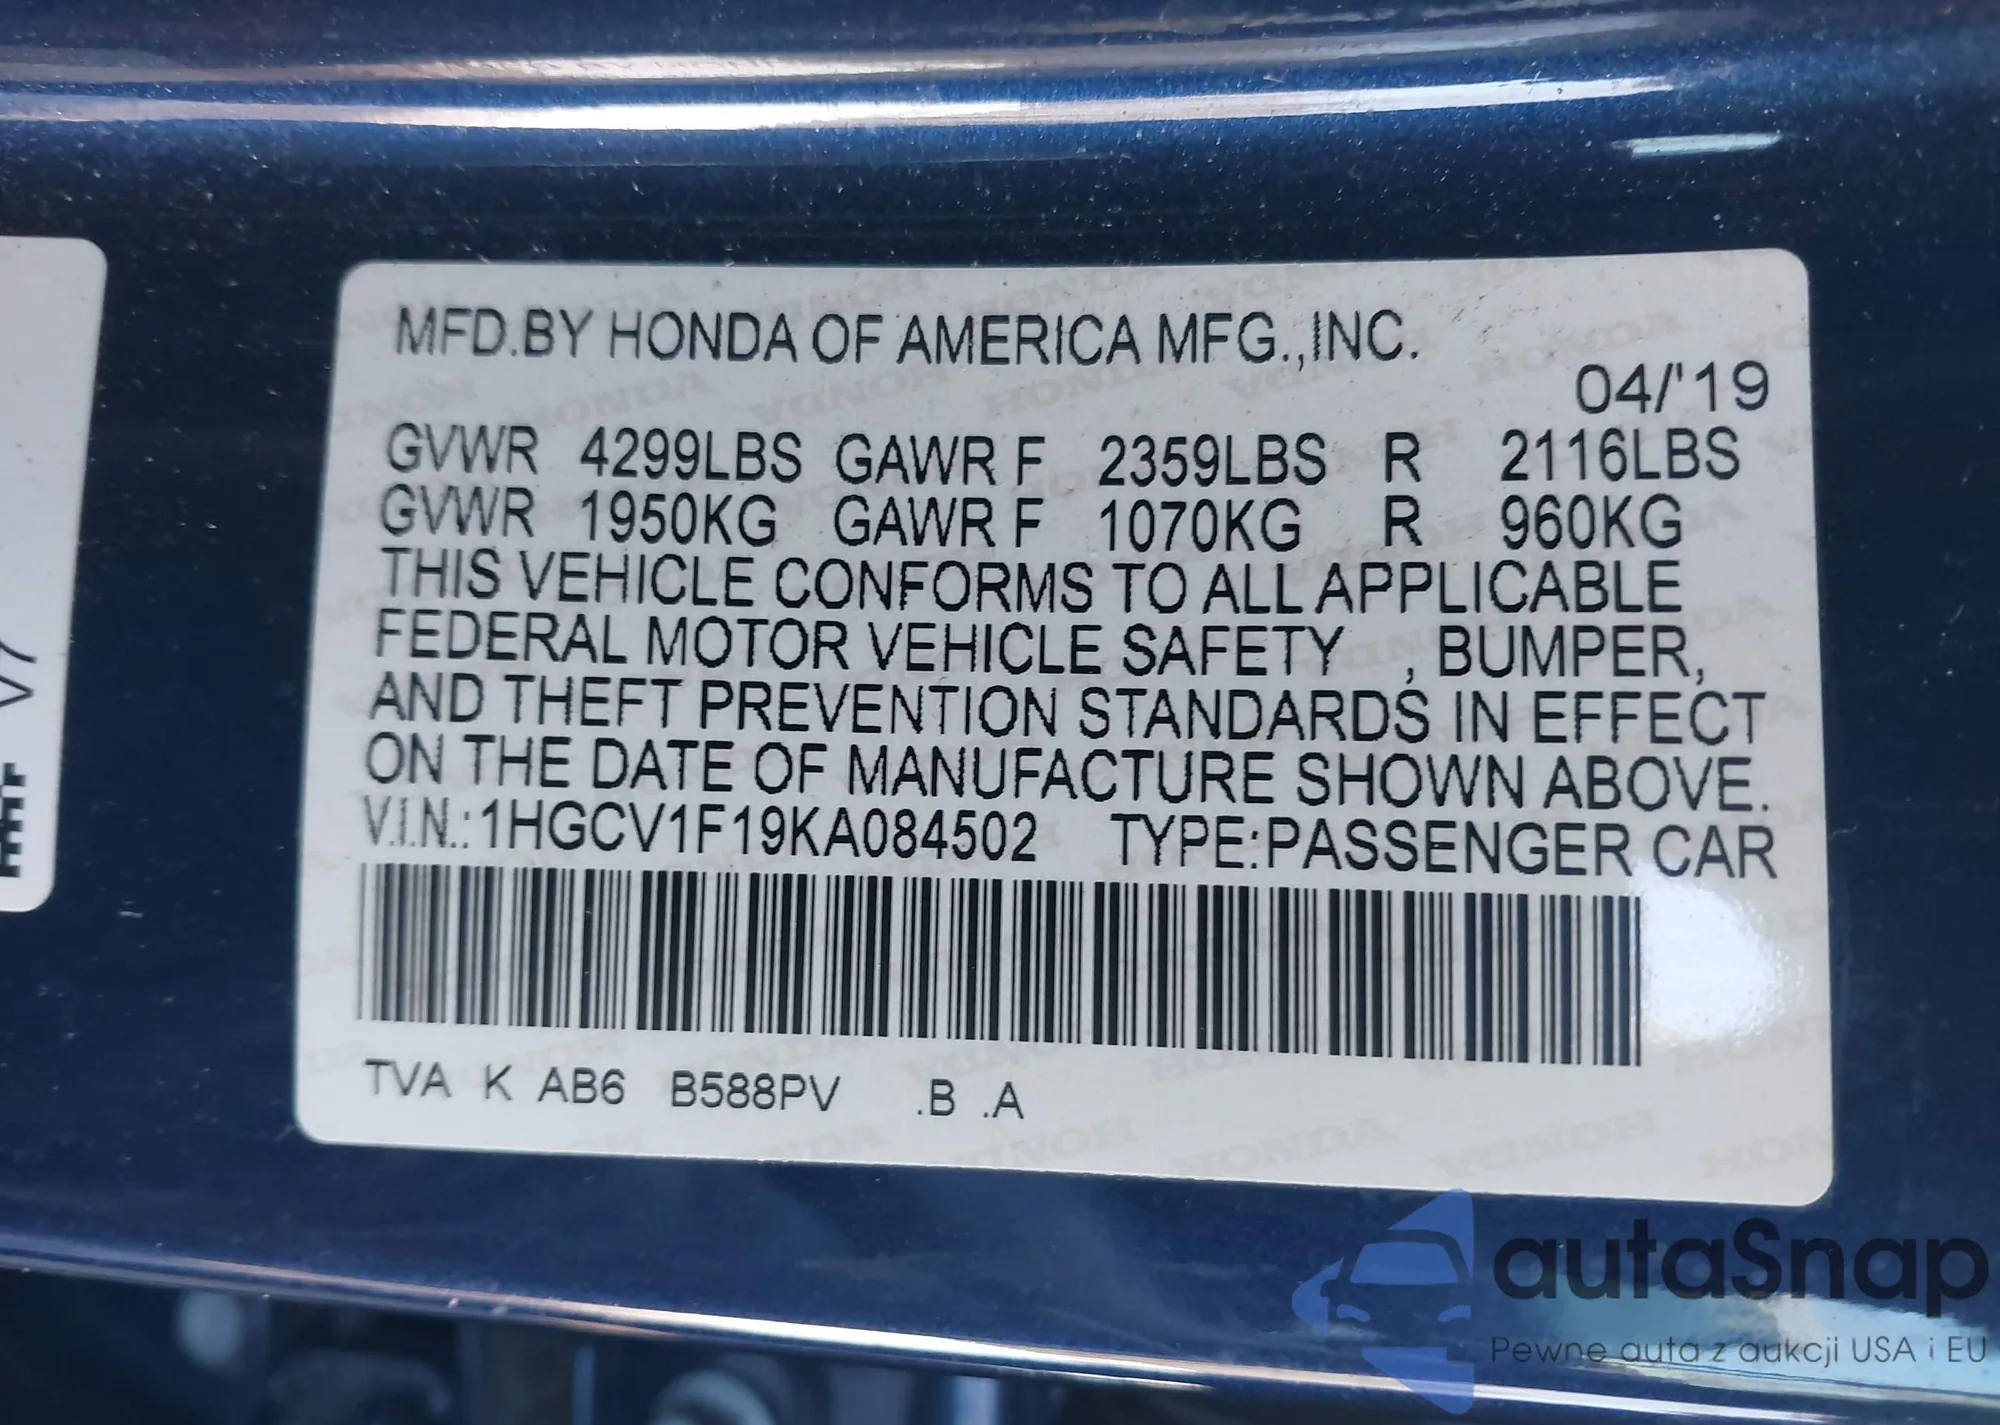 MFD.BY HONDA OF AMERICA MFG.,INC.
04/'19
GVWR 4299LBS GAWR F 2359LBS R 2116LBS
GVWR 1950KG GAWR F 1070KG R 960KG
THIS VEHICLE CONFORMS TO ALL APPLICABLE
FEDERAL MOTOR VEHICLE SAFETY , BUMPER,
AND THEFT PREVENTION STANDARDS IN EFFECT
ON THE DATE OF MANUFACTURE SHOWN ABOVE.
V.I.N.:1HGCV1F19KA084502 TYPE:PASSENGER CAR
TVA K AB6 B588PV .B .A
V7
autaSnap
Pewne auta z aukcji USA i EU